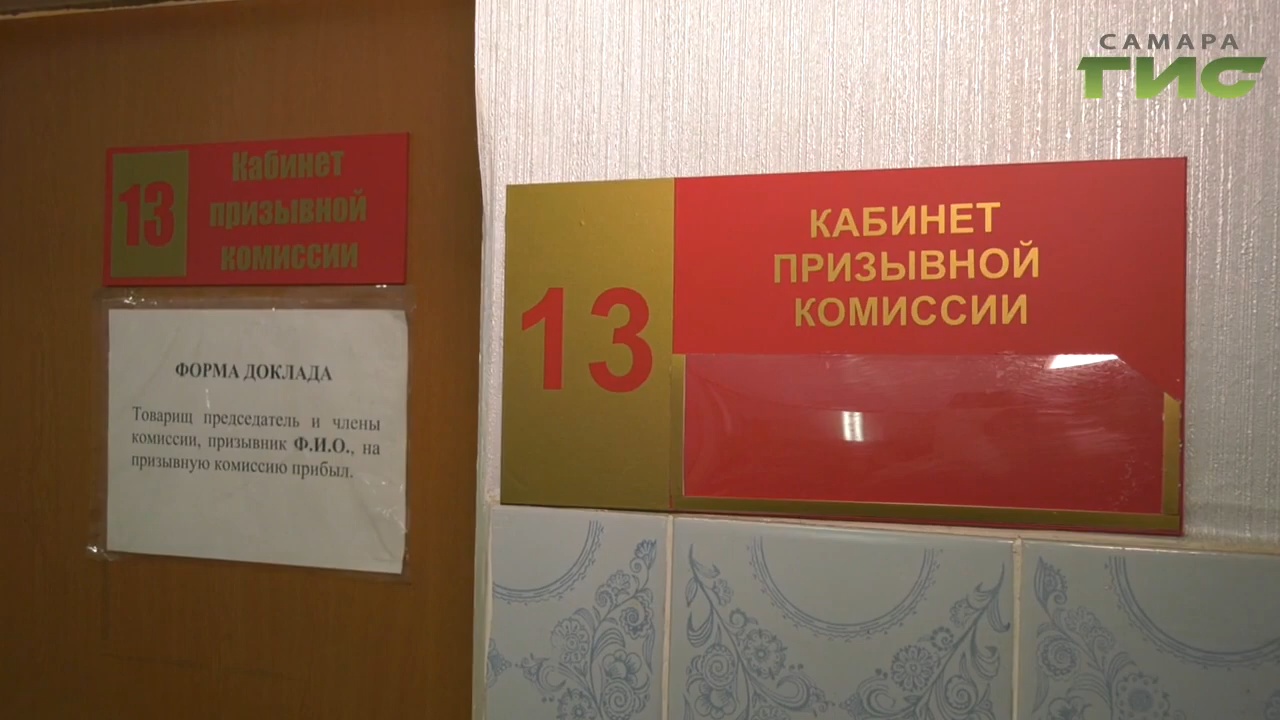 САМАРА
ГИС
13
Кабинет
призывной
комиссии
ФОРМА ДОКЛАДА
Товарищ председатель и члены
комиссии, призывник Ф.И.О., на
призывную комиссию прибыл.
13
КАБИНЕТ
ПРИЗЫВНОЙ
КОМИССИИ